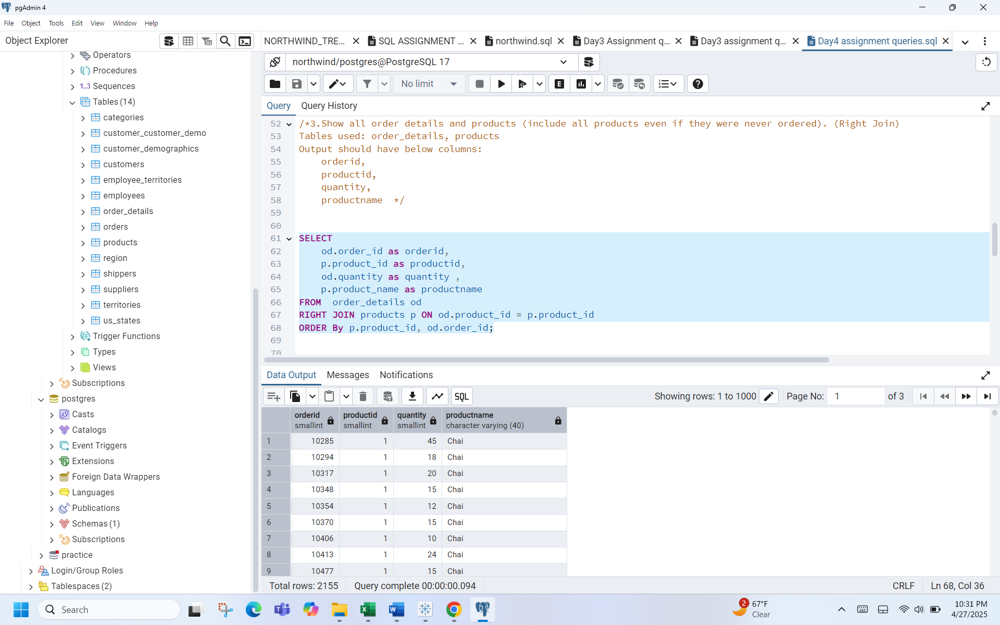 pgAdmin 4
File Object Tools Edit View Window Help
Object Explorer
NORTHWIND_TRE... SQL ASSIGNMENT ... northwind.sql Day3 Assignment q... Day3 assignment q... Day4 assignment queries.sql
northwind/postgres@PostgreSQL 17
No limit
E
Query Query History
Operators
Procedures
1..3 Sequences
Tables (14)
categories
customer_customer_demo
customer_demographics
customers
employee_territories
employees
order_details
orders
products
region
shippers
suppliers
territories
us_states
Trigger Functions
Types
Views
Subscriptions
postgres
Casts
Catalogs
Event Triggers
Extensions
Foreign Data Wrappers
Languages
Publications
Schemas (1)
Subscriptions
practice
Login/Group Roles
Tablespaces (2)
52 /*3.Show all order details and products (include all products even if they were never ordered). (Right Join)
53 Tables used: order_details, products
54 Output should have below columns:
55 orderid,
56 productid,
57 quantity,
58 productname */
59
60
61 SELECT
62 od.order_id as orderid,
63 p.product_id as productid,
64 od.quantity as quantity ,
65 p.product_name as productname
66 FROM order_details od
67 RIGHT JOIN products p ON od.product_id = p.product_id
68 ORDER By p.product_id, od.order_id;
69
70
Data Output Messages Notifications
SQL
Showing rows: 1 to 1000 Page No: 1 of 3
orderid productid quantity productname
smallint smallint smallint character varying (40)
1 10285 1 45 Chai
2 10294 1 18 Chai
3 10317 1 20 Chai
4 10348 1 15 Chai
5 10354 1 12 Chai
6 10370 1 15 Chai
7 10406 1 10 Chai
8 10413 1 24 Chai
9 10477 1 15 Chai
Total rows: 2155 Query complete 00:00:00.094 CRLF Ln 68, Col 36
Search
2
67°F
Clear
10:31 PM
4/27/2025